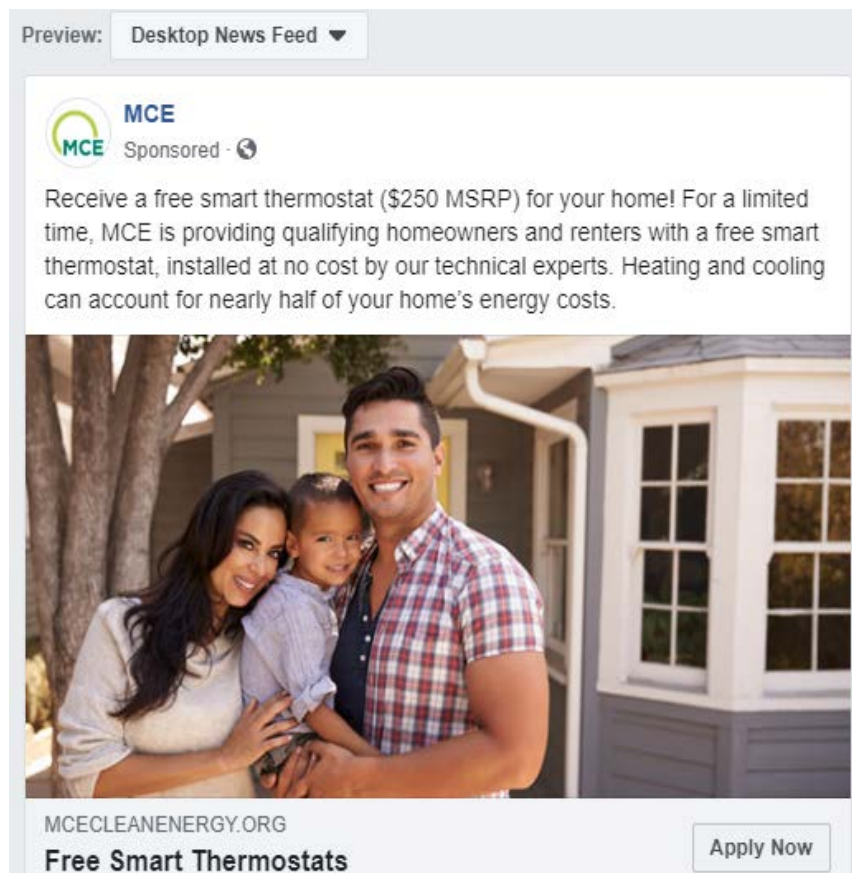 Preview: Desktop News Feed
MCE
MCE
Sponsored ·
Receive a free smart thermostat ($250 MSRP) for your home! For a limited
time, MCE is providing qualifying homeowners and renters with a free smart
thermostat, installed at no cost by our technical experts. Heating and cooling
can account for nearly half of your home's energy costs.
MCECLEANENERGY.ORG
Free Smart Thermostats
Apply Now